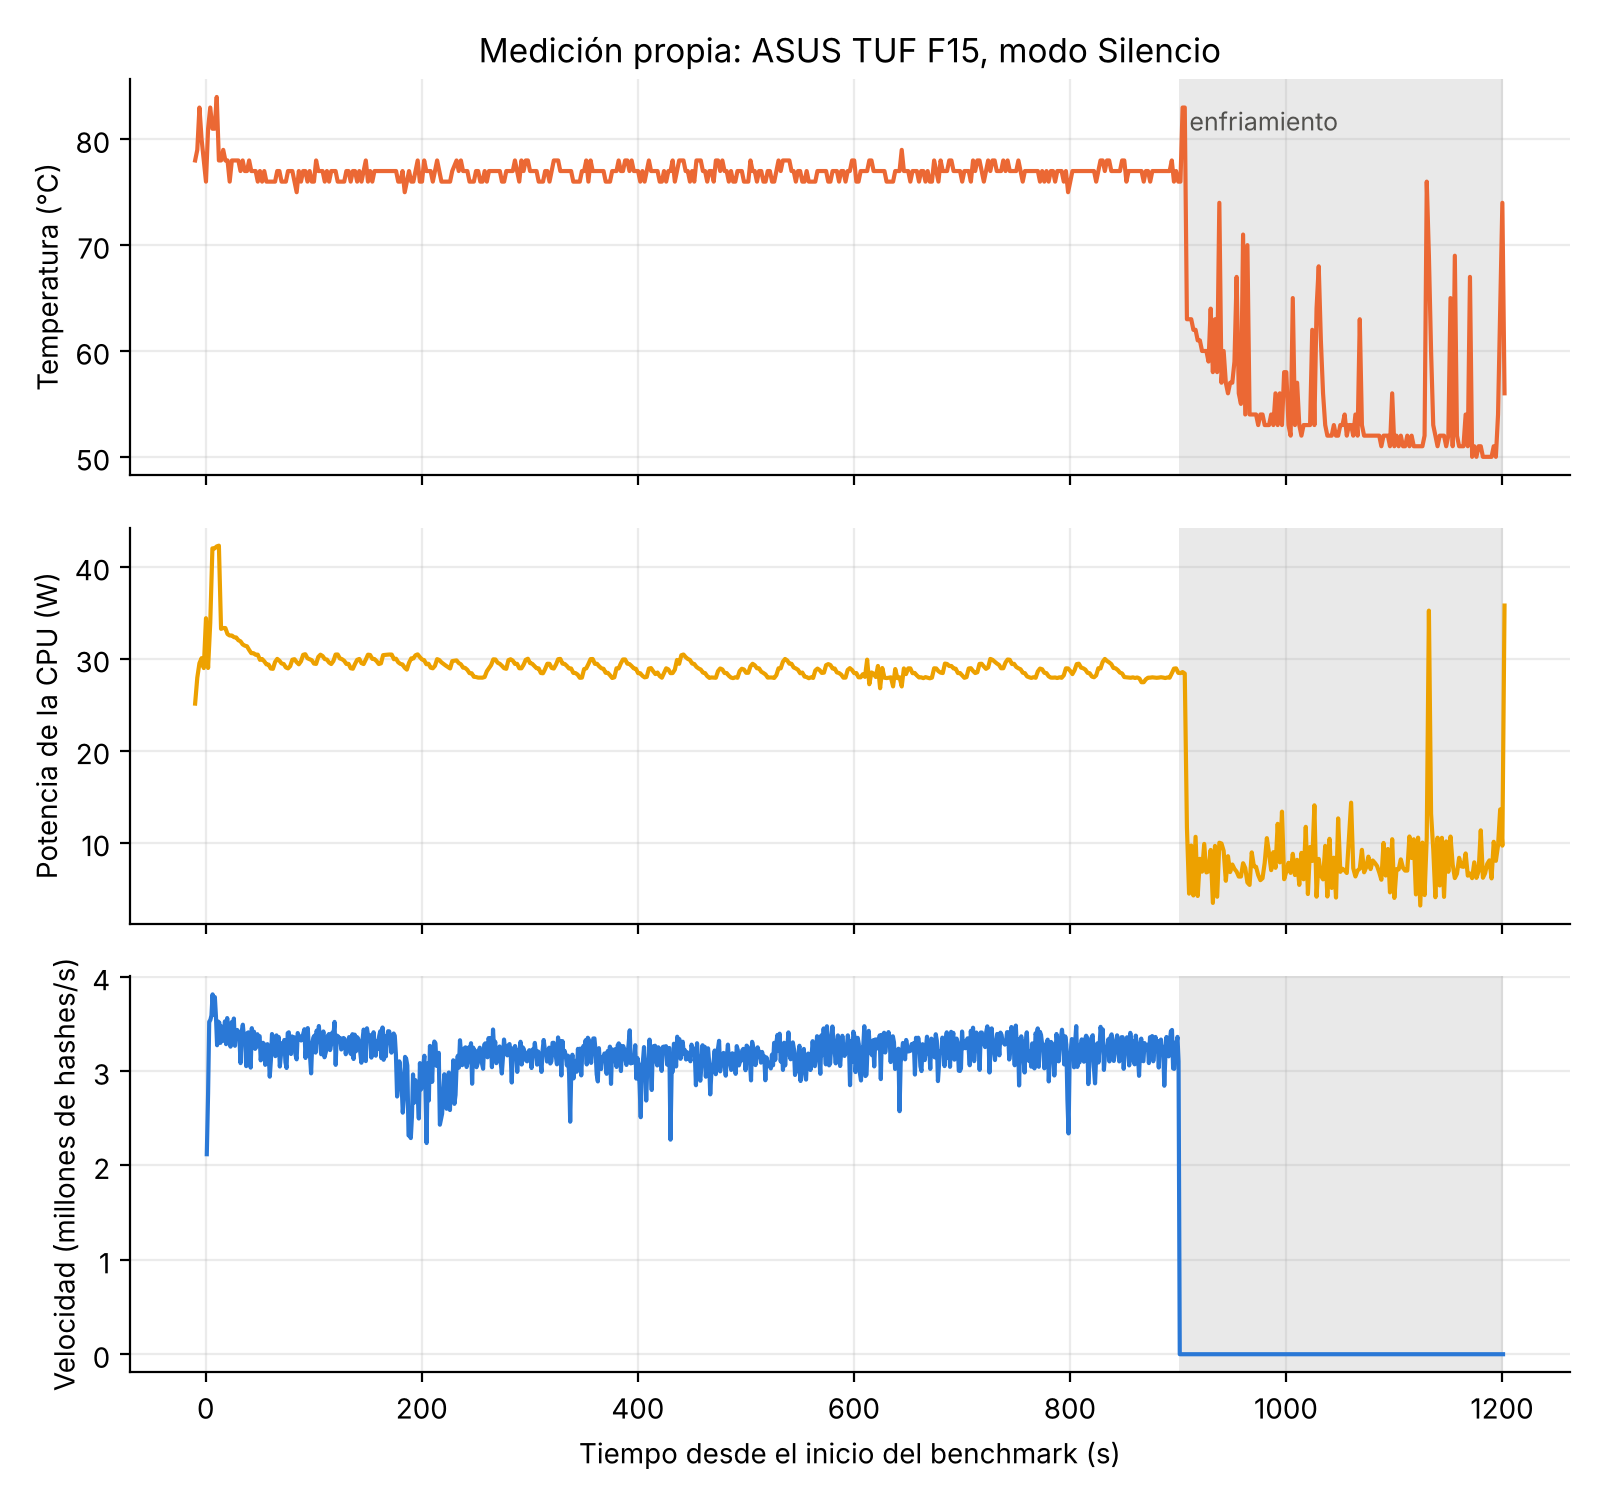 Medición propia: ASUS TUF F15, modo Silencio
Temperatura (°C)
80
70
60
50
enfriamiento
Potencia de la CPU (W)
40
30
20
10
Velocidad (millones de hashes/s)
4
3
2
1
0
0 200 400 600 800 1000 1200
Tiempo desde el inicio del benchmark (s)